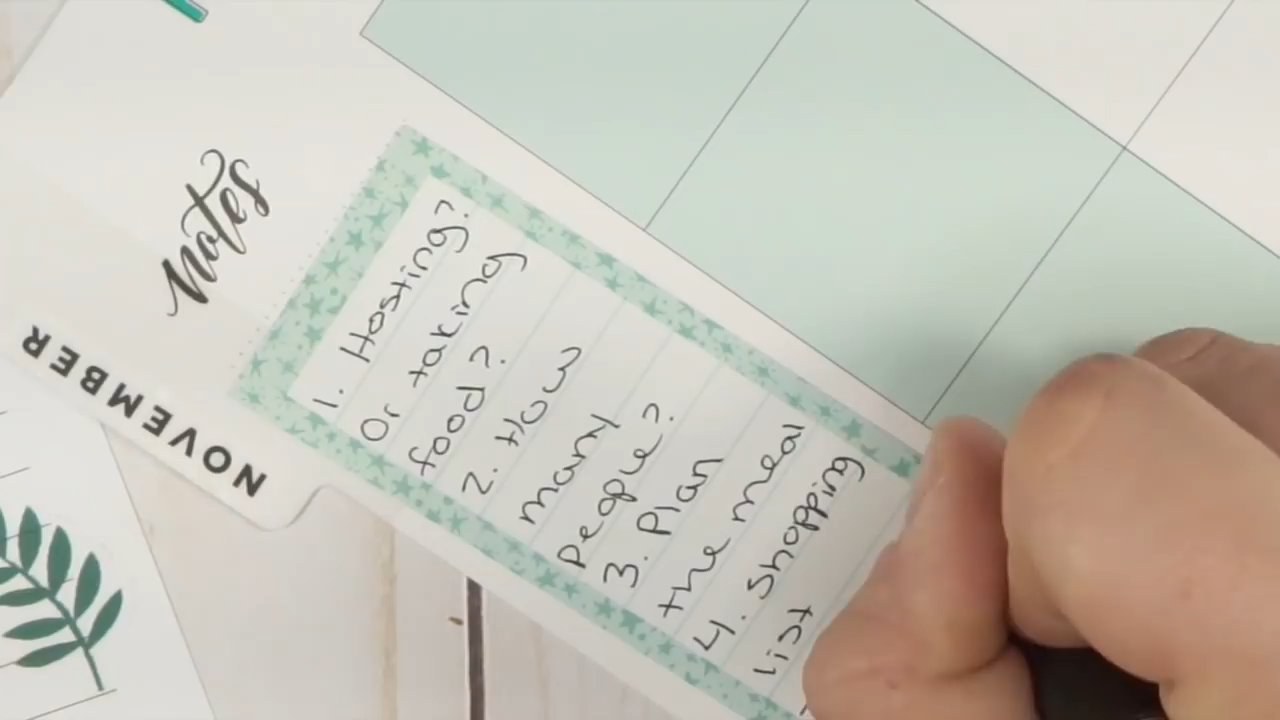 NOVEMBER
Notes
1. Hosting?
Or taking
food?
2. How
many
people?
3. Plan
the meal
4. Shopping
list